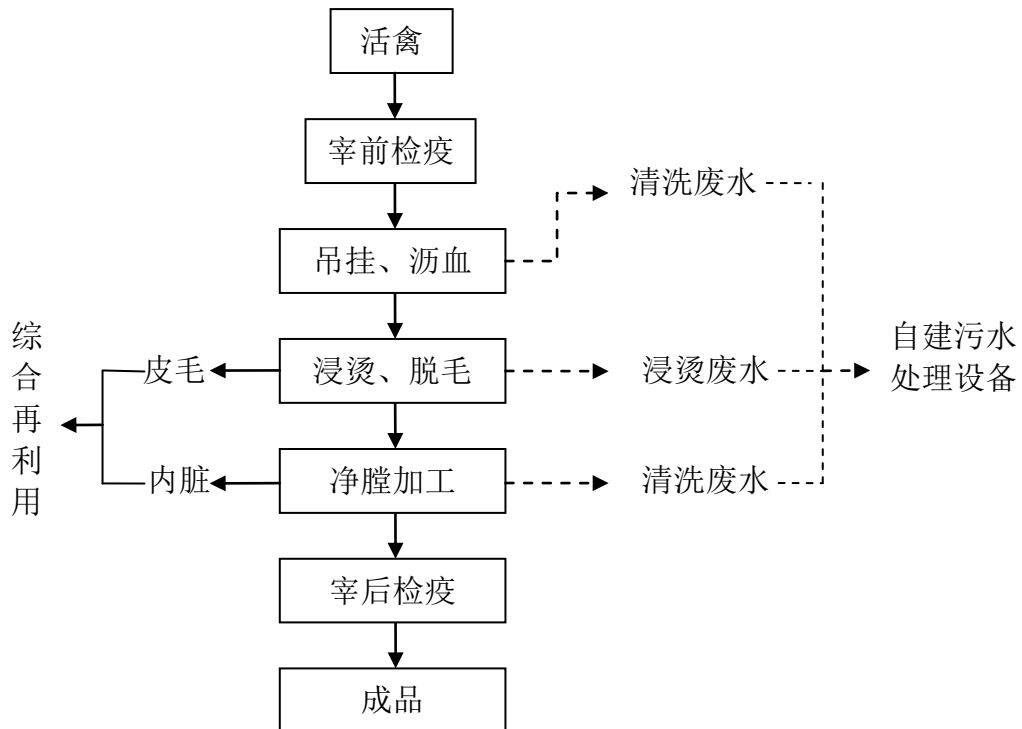 活禽
宰前检疫
清洗废水
吊挂、沥血
综合再利用
皮毛
浸烫、脱毛
浸烫废水
自建污水
处理设备
内脏
净膛加工
清洗废水
宰后检疫
成品